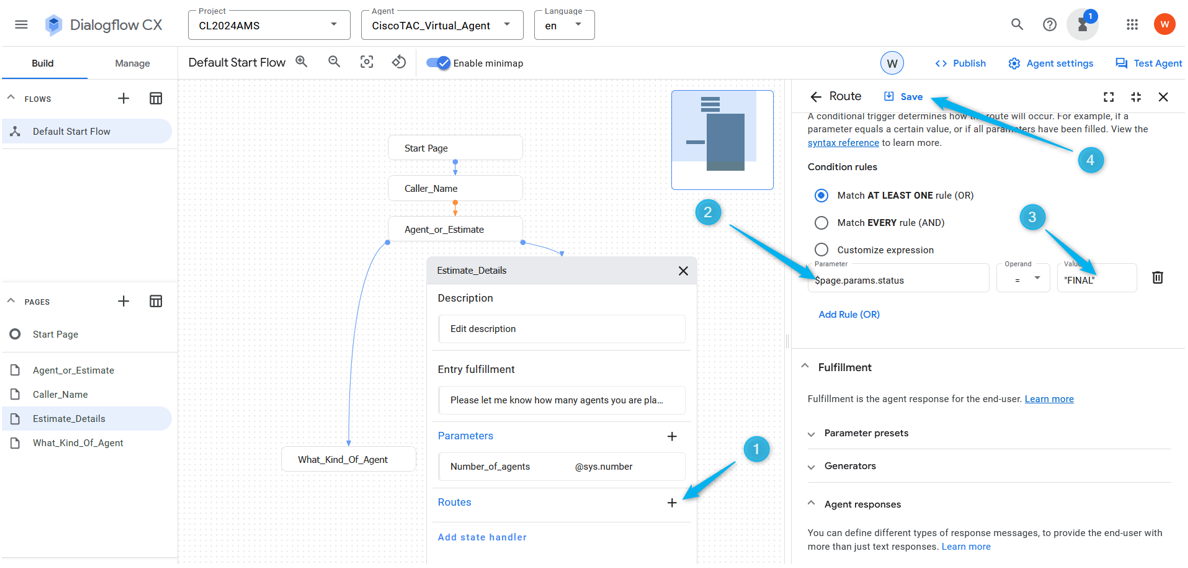 Dialogflow CX
Project
CL2024AMS
Agent
CiscoTAC_Virtual_Agent
Language
en
1
W
Build
Manage
Default Start Flow
Enable minimap
W
Publish
Agent settings
Test Agent
FLOWS
Default Start Flow
PAGES
Start Page
Agent_or_Estimate
Caller_Name
Estimate_Details
What_Kind_Of_Agent
Start Page
Caller_Name
Agent_or_Estimate
What_Kind_Of_Agent
Estimate_Details
Description
Edit description
Entry fulfillment
Please let me know how many agents you are pla...
Parameters
Number_of_agents @sys.number
Routes
Add state handler
1
2
3
4
Route
Save
A conditional trigger determines how the route will occur. For example, if a
parameter equals a certain value, or if all parameters have been filled. View the
syntax reference to learn more.
Condition rules
Match AT LEAST ONE rule (OR)
Match EVERY rule (AND)
Customize expression
Parameter
$page.params.status
Operand
=
"FINAL"
Add Rule (OR)
Fulfillment
Fulfillment is the agent response for the end-user. Learn more
Parameter presets
Generators
Agent responses
You can define different types of response messages, to provide the end-user with
more than just text responses. Learn more